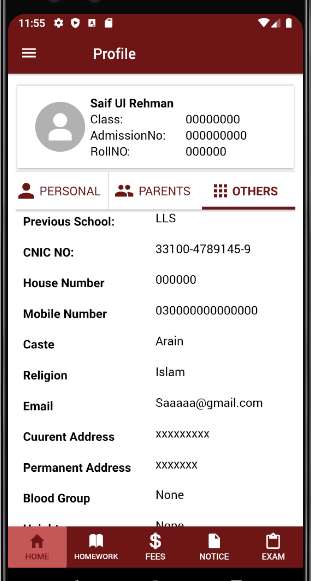 11:55
Profile
Saif Ul Rehman
Class: 00000000
AdmissionNo: 000000000
RollNO: 000000
PERSONAL PARENTS OTHERS
Previous School: LLS
CNIC NO: 33100-4789145-9
House Number 000000
Mobile Number 030000000000000
Caste Arain
Religion Islam
Email Saaaaa@gmail.com
Cuurent Address xxxxxxxxx
Permanent Address xxxxxxx
Blood Group None
Height None
HOME HOMEWORK FEES NOTICE EXAM